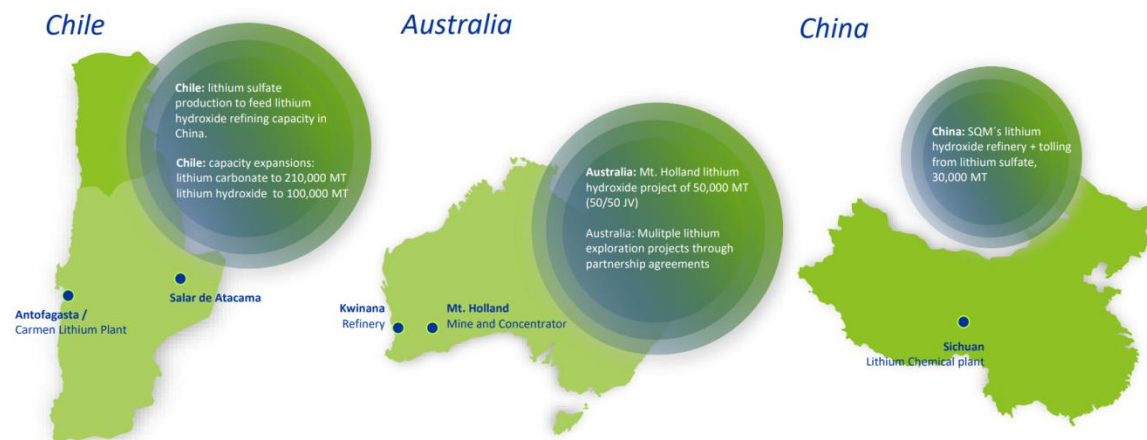 Chile
Chile: lithium sulfate
production to feed lithium
hydroxide refining capacity in
China.
Chile: capacity expansions:
lithium carbonate to 210,000 MT
lithium hydroxide to 100,000 MT
Salar de Atacama
Antofagasta /
Carmen Lithium Plant
Australia
Australia: Mt. Holland lithium
hydroxide project of 50,000 MT
(50/50 JV)
Australia: Mulitple lithium
exploration projects through
partnership agreements
Kwinana
Refinery
Mt. Holland
Mine and Concentrator
China
China: SQM´s lithium
hydroxide refinery + tolling
from lithium sulfate,
30,000 MT
Sichuan
Lithium Chemical plant